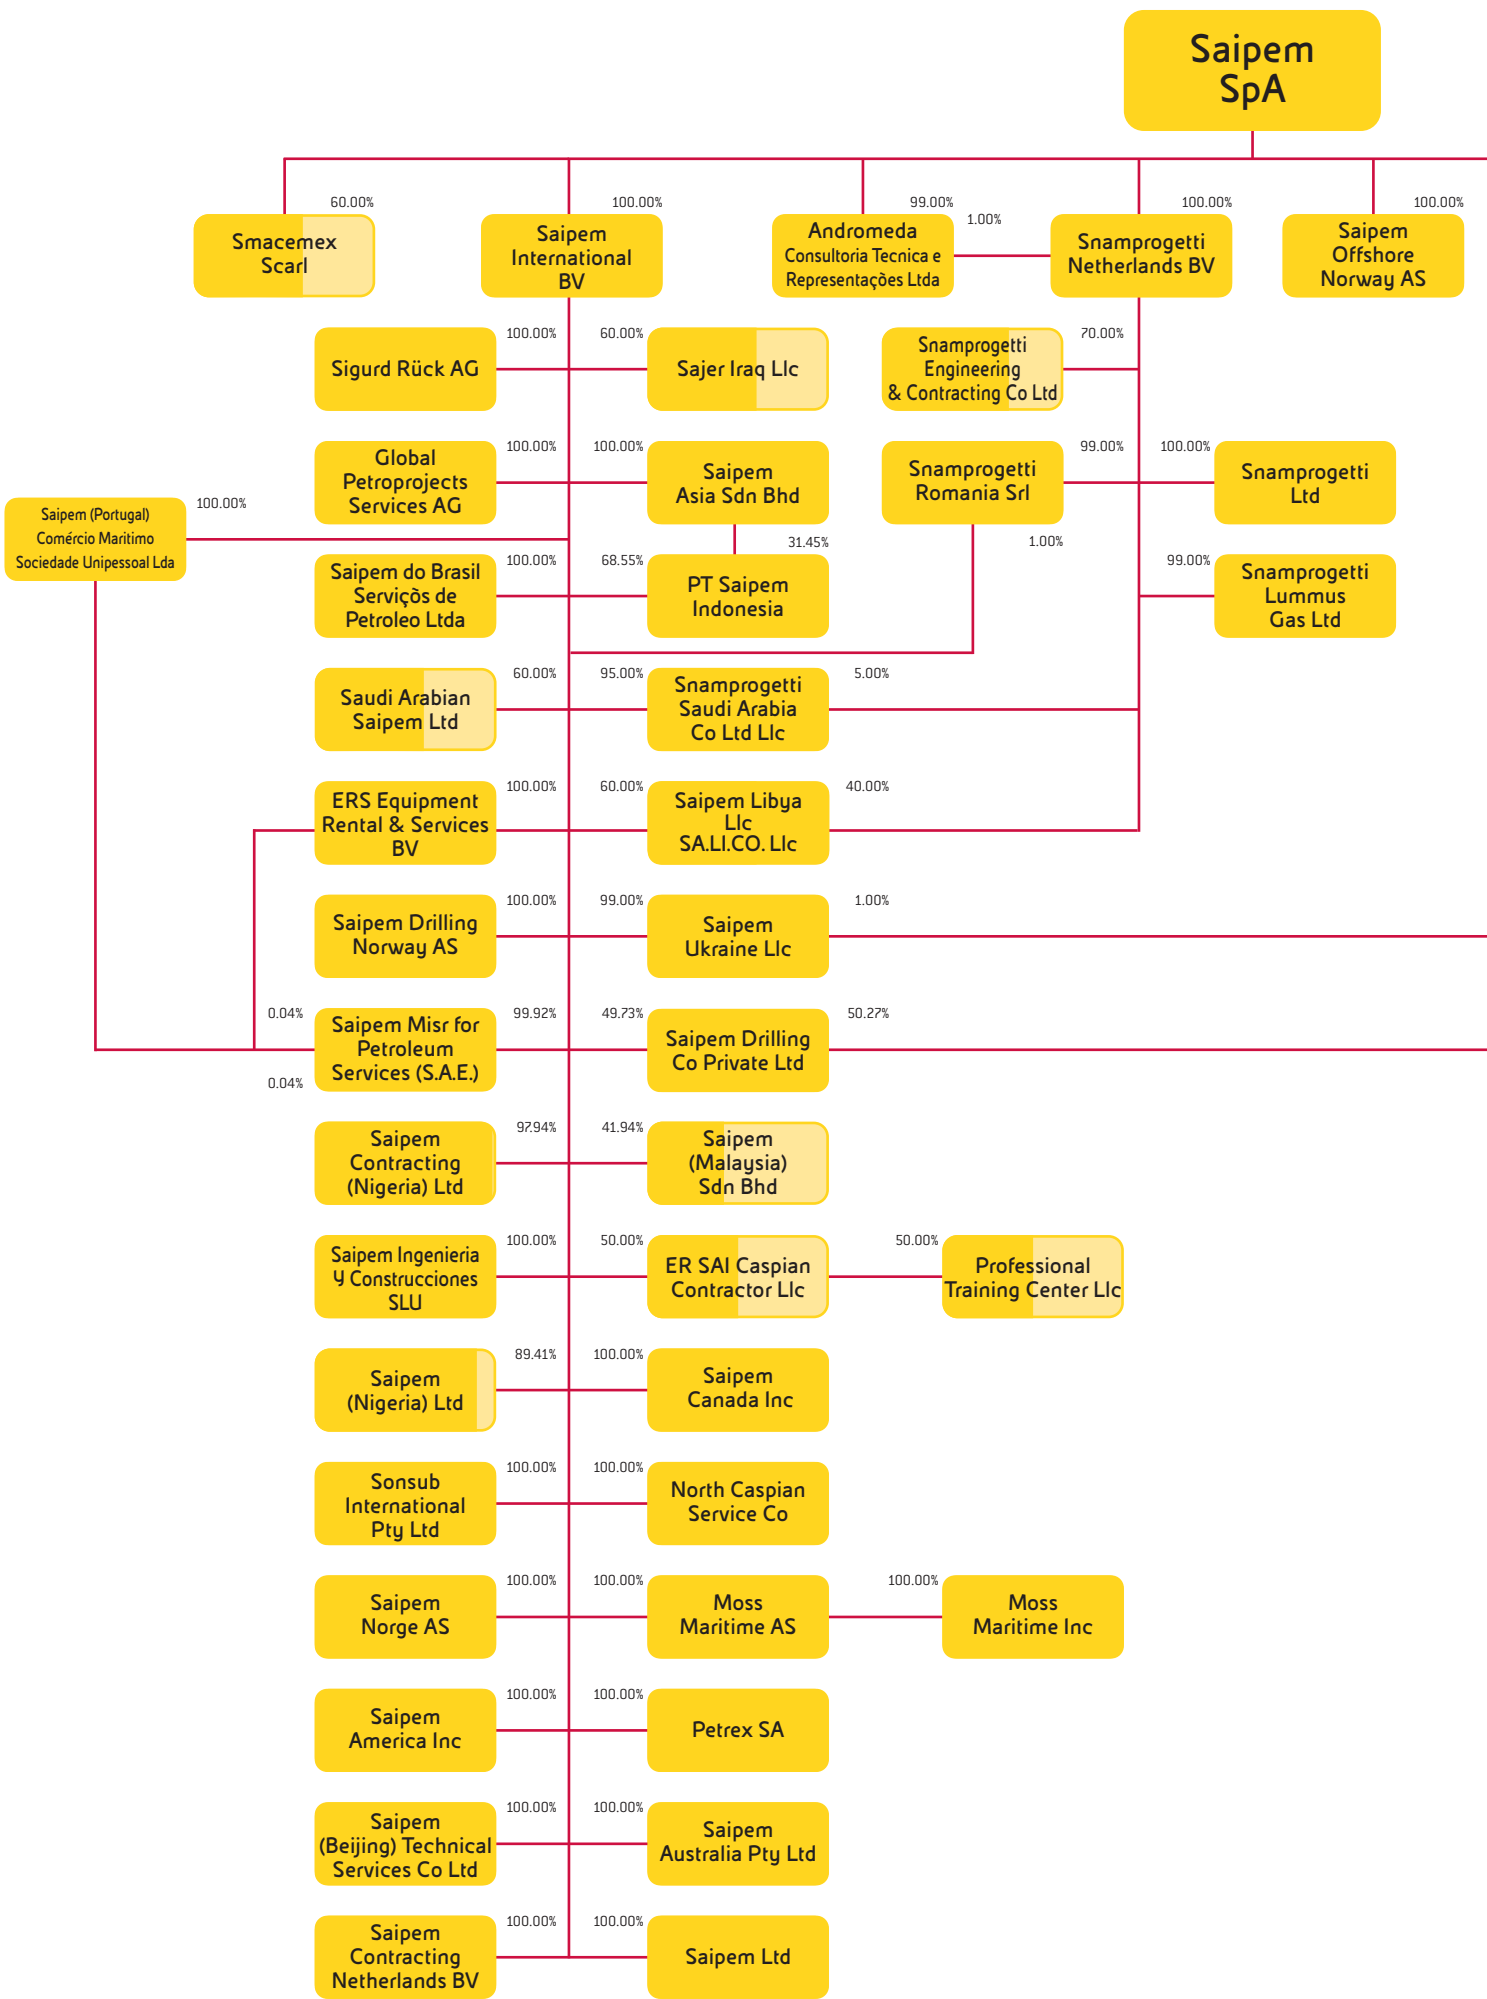 Saipem
SpA
60.00%
100.00%
99.00%
1.00%
100.00%
100.00%
Smacemex
Scarl
Saipem
International
BV
Andromeda
Consultoria Tecnica e
Representações Ltda
Snamprogetti
Netherlands BV
Saipem
Offshore
Norway AS
100.00%
60.00%
70.00%
Sigurd Rück AG
Sajer Iraq Llc
Snamprogetti
Engineering
& Contracting Co Ltd
100.00%
100.00%
99.00%
100.00%
Global
Petroprojects
Services AG
Saipem
Asia Sdn Bhd
Snamprogetti
Romania Srl
Snamprogetti
Ltd
100.00%
Saipem (Portugal)
Comércio Maritimo
Sociedade Unipessoal Lda
31.45%
1.00%
100.00%
68.55%
99.00%
Saipem do Brasil
Serviçõs de
Petroleo Ltda
PT Saipem
Indonesia
Snamprogetti
Lummus
Gas Ltd
60.00%
95.00%
5.00%
Saudi Arabian
Saipem Ltd
Snamprogetti
Saudi Arabia
Co Ltd Llc
100.00%
60.00%
40.00%
ERS Equipment
Rental & Services
BV
Saipem Libya
Llc
SA.LI.CO. Llc
100.00%
99.00%
1.00%
Saipem Drilling
Norway AS
Saipem
Ukraine Llc
0.04%
99.92%
49.73%
50.27%
Saipem Misr for
Petroleum
Services (S.A.E.)
Saipem Drilling
Co Private Ltd
0.04%
97.94%
41.94%
Saipem
Contracting
(Nigeria) Ltd
Saipem
(Malaysia)
Sdn Bhd
100.00%
50.00%
50.00%
Saipem Ingenieria
Y Construcciones
SLU
ER SAI Caspian
Contractor Llc
Professional
Training Center Llc
89.41%
100.00%
Saipem
(Nigeria) Ltd
Saipem
Canada Inc
100.00%
100.00%
Sonsub
International
Pty Ltd
North Caspian
Service Co
100.00%
100.00%
100.00%
Saipem
Norge AS
Moss
Maritime AS
Moss
Maritime Inc
100.00%
100.00%
Saipem
America Inc
Petrex SA
100.00%
100.00%
Saipem
(Beijing) Technical
Services Co Ltd
Saipem
Australia Pty Ltd
100.00%
100.00%
Saipem
Contracting
Netherlands BV
Saipem Ltd